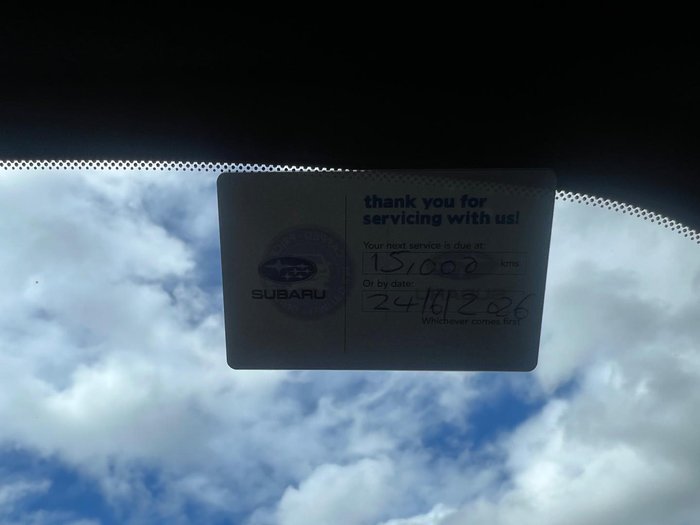 thank you for
servicing with us!
Your next service is due at:
15,000 kms
Or by date:
24/6/2026
Whichever comes first
SUBARU